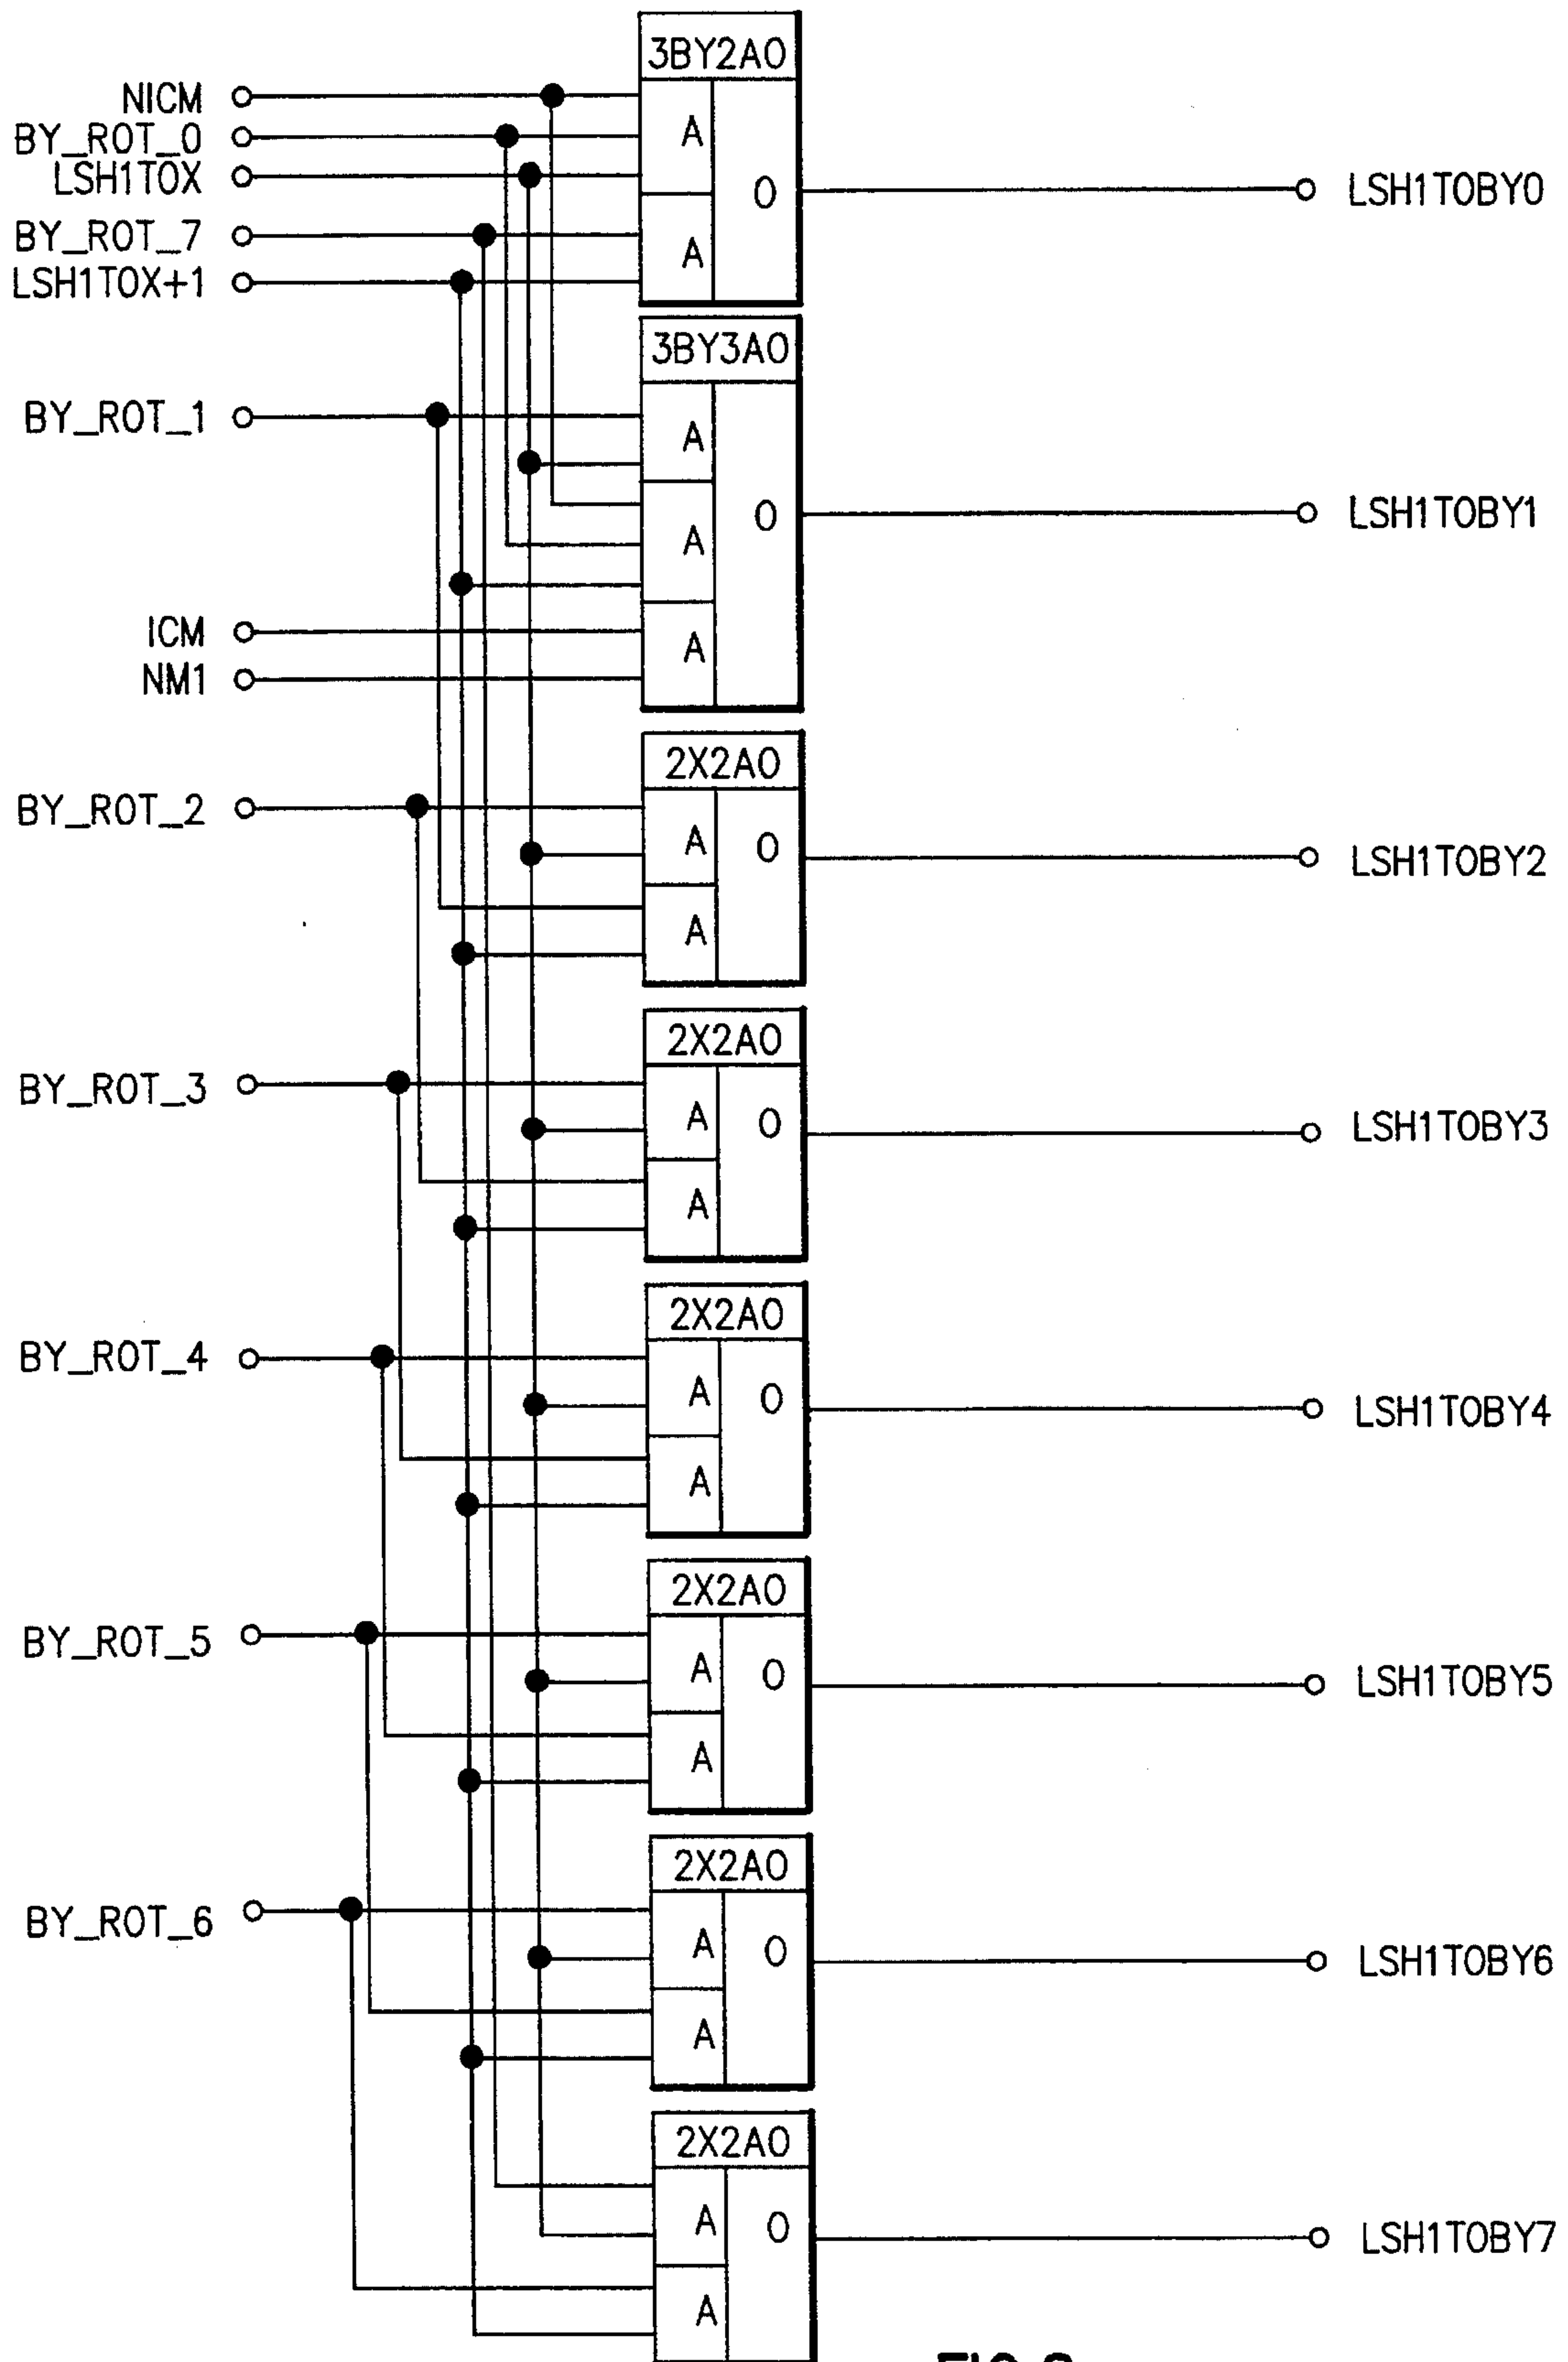 3BY2AO
NICM
BY_ROT_0
LSH1TOX
BY_ROT_7
LSH1TOX+1
A
A
O
LSH1TOBY0
3BY3AO
BY_ROT_1
ICM
NM1
A
A
A
O
LSH1TOBY1
2X2AO
BY_ROT_2
A
A
O
LSH1TOBY2
2X2AO
BY_ROT_3
A
A
O
LSH1TOBY3
2X2AO
BY_ROT_4
A
A
O
LSH1TOBY4
2X2AO
BY_ROT_5
A
A
O
LSH1TOBY5
2X2AO
BY_ROT_6
A
A
O
LSH1TOBY6
2X2AO
A
A
O
LSH1TOBY7